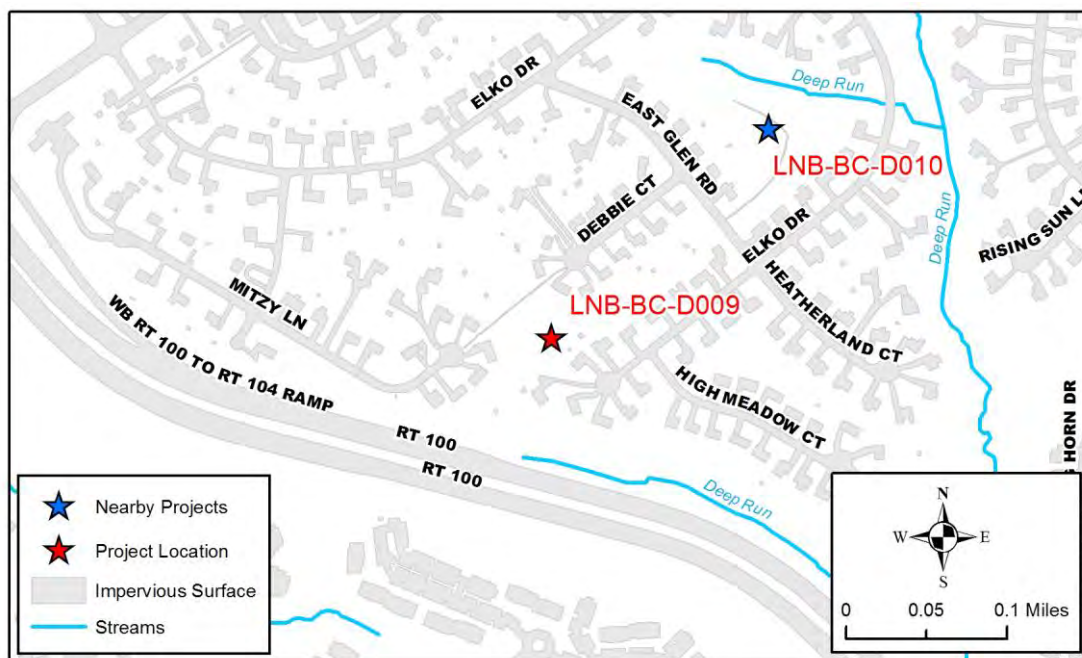 Deep Run
ELKO DR
EAST GLEN RD
LNB-BC-D010
DEBBIE CT
ELKO DR
Deep Run
RISING SUN L
MITZY LN
LNB-BC-D009
HEATHERLAND CT
WB RT 100 TO RT 104 RAMP
HIGH MEADOW CT
HORN DR
RT 100
RT 100
Deep Run
Nearby Projects
Project Location
Impervious Surface
Streams
N
W E
S
0 0.05 0.1 Miles